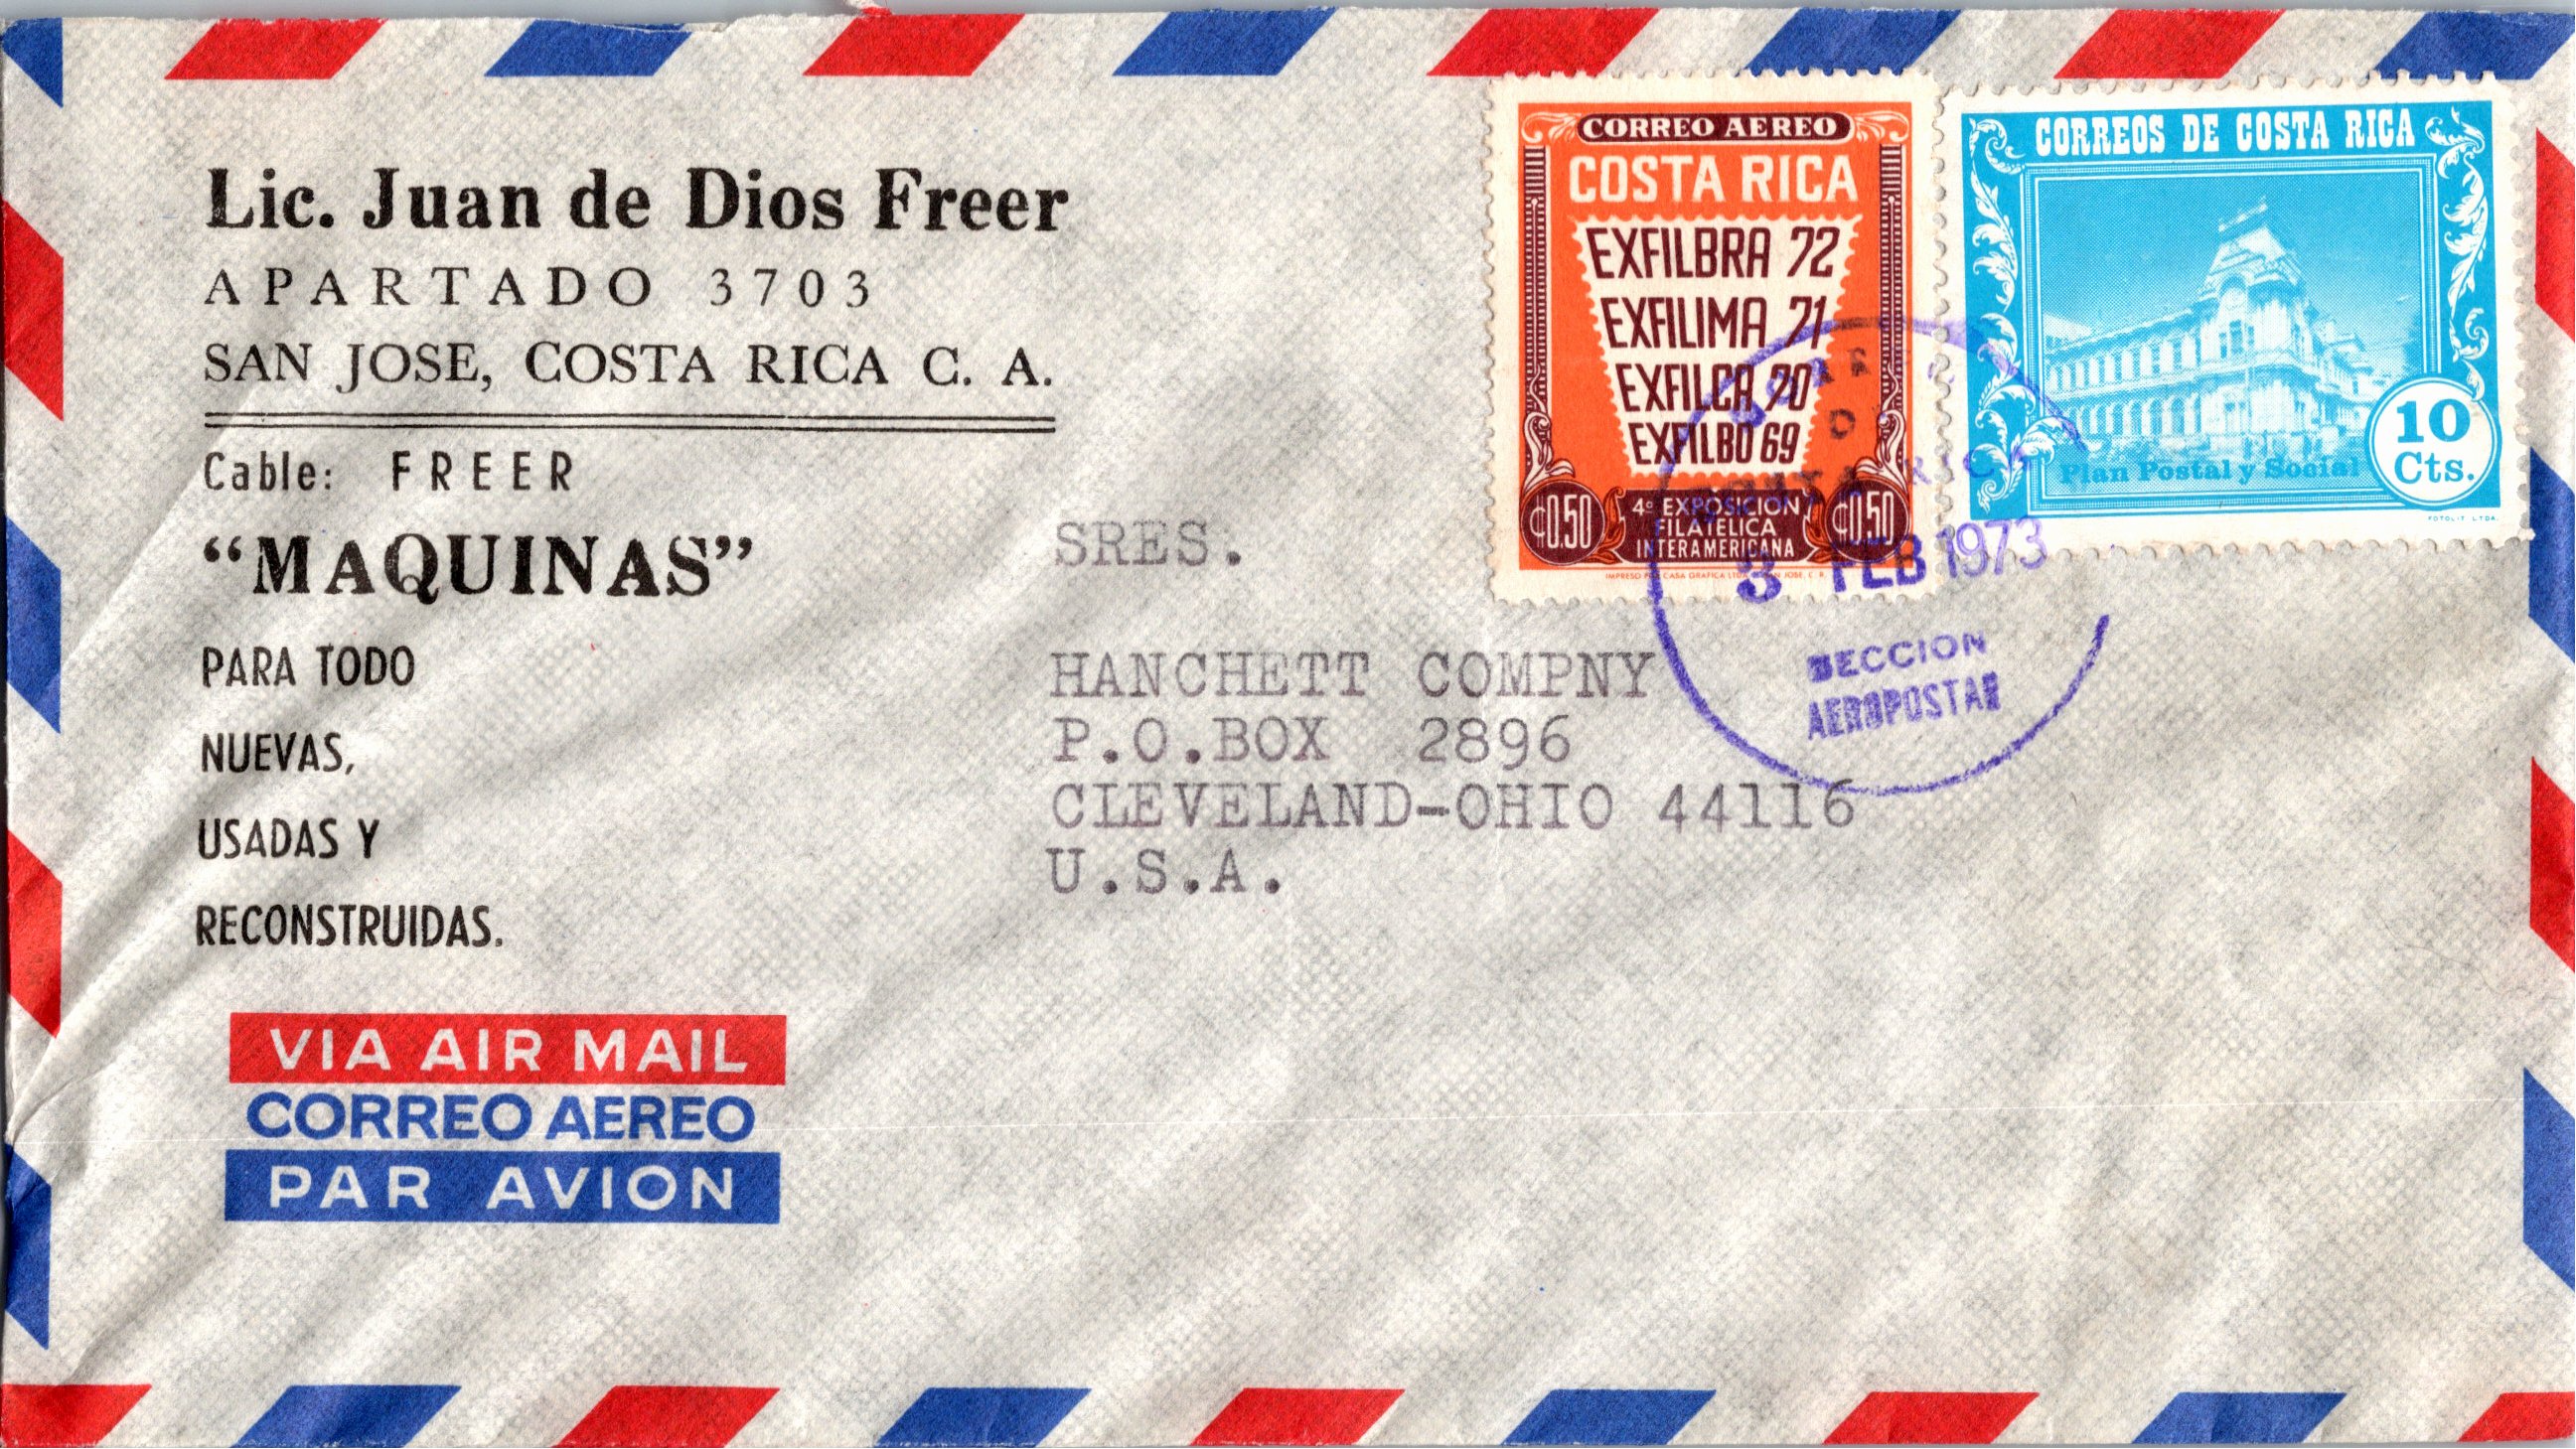 Lic. Juan de Dios Freer
APARTADO 3703
SAN JOSE, COSTA RICA C. A.
Cable: FREER
“MAQUINAS”
PARA TODO
NUEVAS,
USADAS Y
RECONSTRUIDAS.
VIA AIR MAIL
CORREO AEREO
PAR AVION
SRES.
HANCHETT COMPNY
P.O.BOX 2896
CLEVELAND-OHIO 44116
U.S.A.
CORREO AEREO
COSTA RICA
EXFILBRA 72
EXFILIMA 71
EXFILCA 70
EXFILBO 69
₡0.50
4º EXPOSICION
FILATELICA
INTERAMERICANA
₡0.50
CORREOS DE COSTA RICA
Plan Postal y Social
10
Cts.
FOTOLIT LTDA.
3 FEB 1973
SECCION
AEROPOSTAL